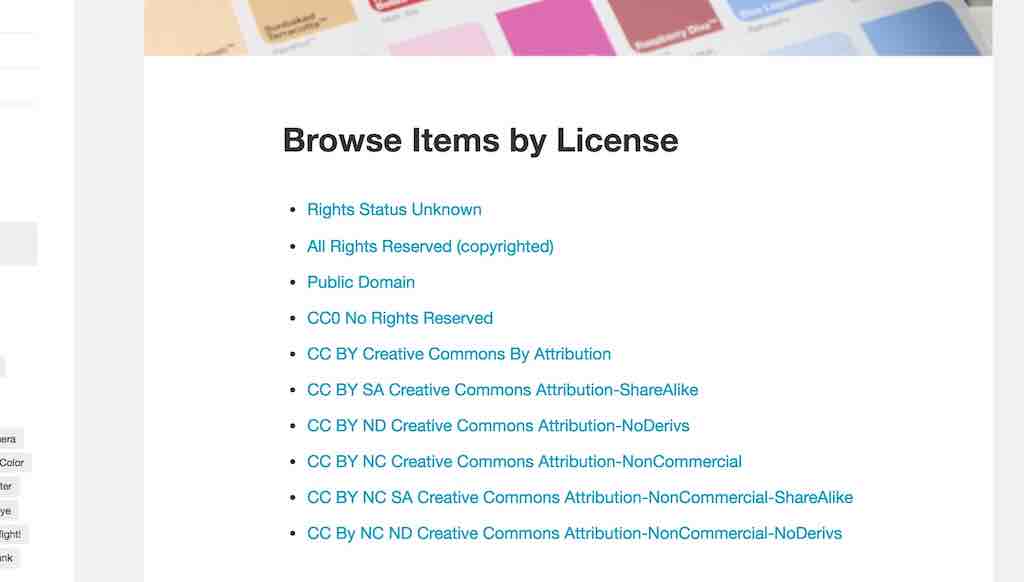 Sunbaked
Terracotta™
Raspberry Diva™
Browse Items by License
Rights Status Unknown
All Rights Reserved (copyrighted)
Public Domain
CC0 No Rights Reserved
CC BY Creative Commons By Attribution
CC BY SA Creative Commons Attribution-ShareAlike
CC BY ND Creative Commons Attribution-NoDerivs
CC BY NC Creative Commons Attribution-NonCommercial
CC BY NC SA Creative Commons Attribution-NonCommercial-ShareAlike
CC By NC ND Creative Commons Attribution-NonCommercial-NoDerivs
era
Color
ter
ye
fight!
nk